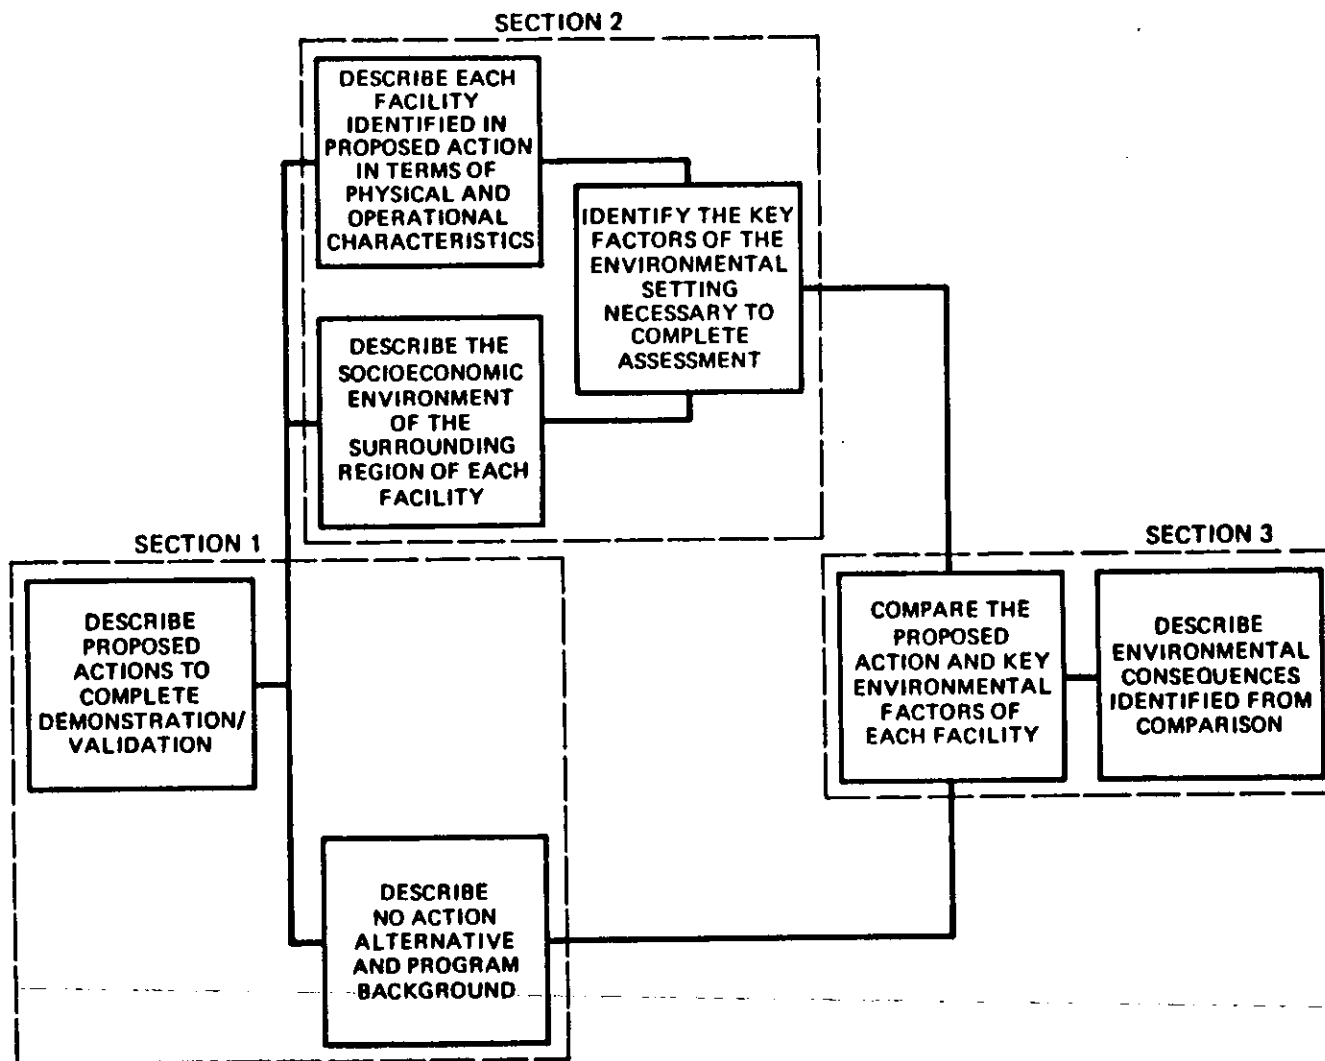 SECTION 2
DESCRIBE EACH
FACILITY
IDENTIFIED IN
PROPOSED ACTION
IN TERMS OF
PHYSICAL AND
OPERATIONAL
CHARACTERISTICS
IDENTIFY THE KEY
FACTORS OF THE
ENVIRONMENTAL
SETTING
NECESSARY TO
COMPLETE
ASSESSMENT
DESCRIBE THE
SOCIOECONOMIC
ENVIRONMENT
OF THE
SURROUNDING
REGION OF EACH
FACILITY
SECTION 1
DESCRIBE
PROPOSED
ACTIONS TO
COMPLETE
DEMONSTRATION/
VALIDATION
DESCRIBE
NO ACTION
ALTERNATIVE
AND PROGRAM
BACKGROUND
SECTION 3
COMPARE THE
PROPOSED
ACTION AND KEY
ENVIRONMENTAL
FACTORS OF
EACH FACILITY
DESCRIBE
ENVIRONMENTAL
CONSEQUENCES
IDENTIFIED FROM
COMPARISON